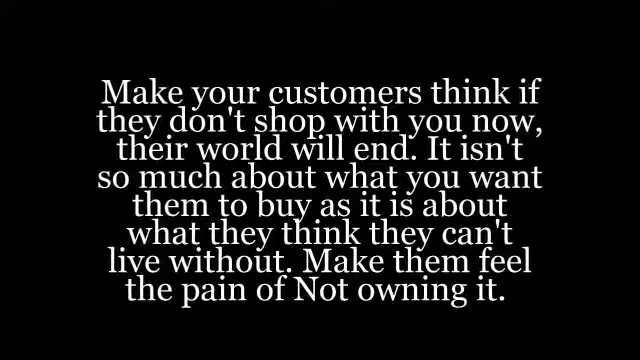 Make your customers think if
they don't shop with you now,
their world will end. It isn't
so much about what you want
them to buy as it is about
what they think they can't
live without. Make them feel
the pain of Not owning it.